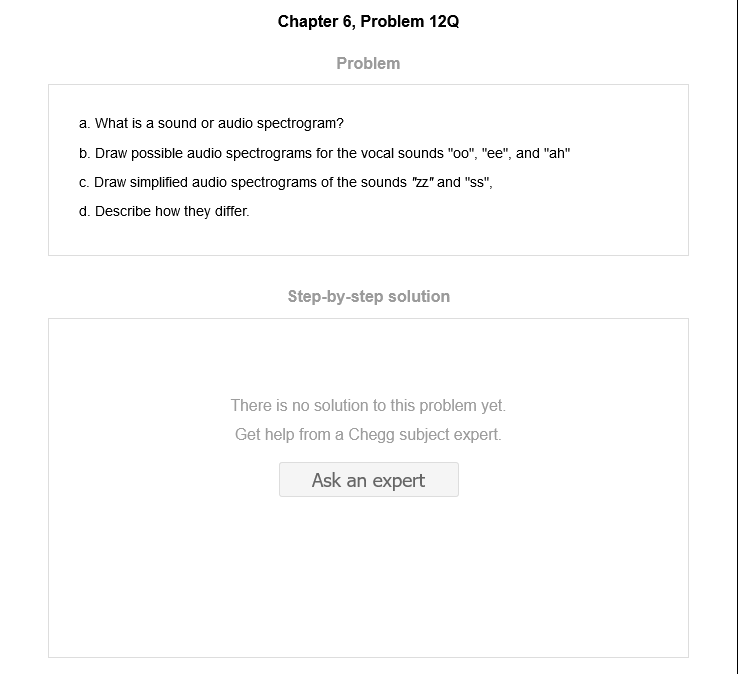 Chapter 6, Problem 12Q
Problem
a. What is a sound or audio spectrogram?
b. Draw possible audio spectrograms for the vocal sounds "oo", "ee", and "ah"
c. Draw simplified audio spectrograms of the sounds "zz" and "ss",
d. Describe how they differ.
Step-by-step solution
There is no solution to this problem yet.
Get help from a Chegg subject expert.
Ask an expert